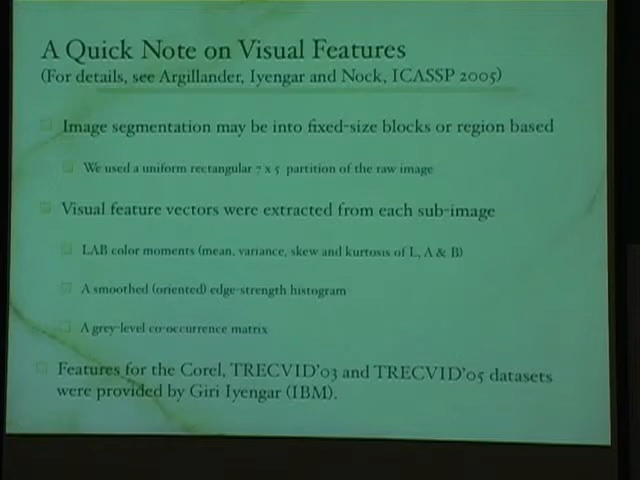 A Quick Note on Visual Features
(For details, see Argillander, Iyengar and Nock, ICASSP 2005)
Image segmentation may be into fixed-size blocks or region based
We used a uniform rectangular 7 x 5 partition of the raw image
Visual feature vectors were extracted from each sub-image
LAB color moments (mean, variance, skew and kurtosis of L, A & B)
A smoothed (oriented) edge-strength histogram
A grey-level co-occurrence matrix
Features for the Corel, TRECVID'03 and TRECVID'05 datasets
were provided by Giri Iyengar (IBM).